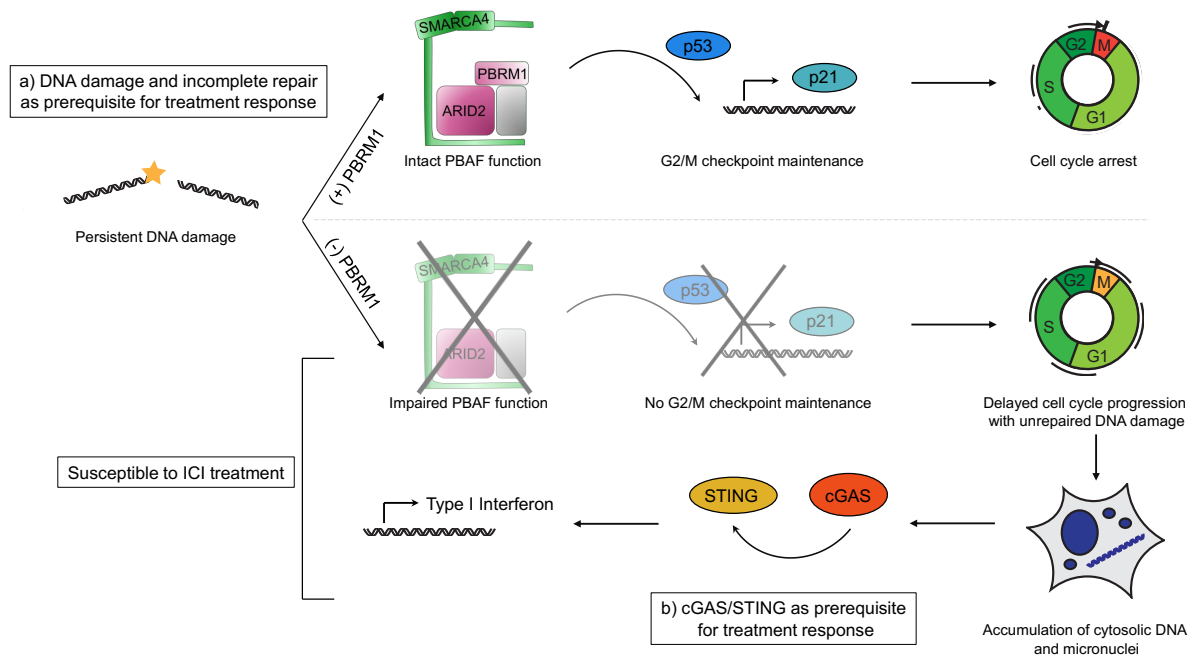 SMARCA4
PBRM1
ARID2
Intact PBAF function
p53
p21
G2/M checkpoint maintenance
G2
M
S
G1
Cell cycle arrest
a) DNA damage and incomplete repair
as prerequisite for treatment response
Persistent DNA damage
(+) PBRM1
(-) PBRM1
SMARCA4
ARID2
Impaired PBAF function
p53
p21
No G2/M checkpoint maintenance
G2
M
S
G1
Delayed cell cycle progression
with unrepaired DNA damage
Susceptible to ICI treatment
Type I Interferon
STING
cGAS
b) cGAS/STING as prerequisite
for treatment response
Accumulation of cytosolic DNA
and micronuclei